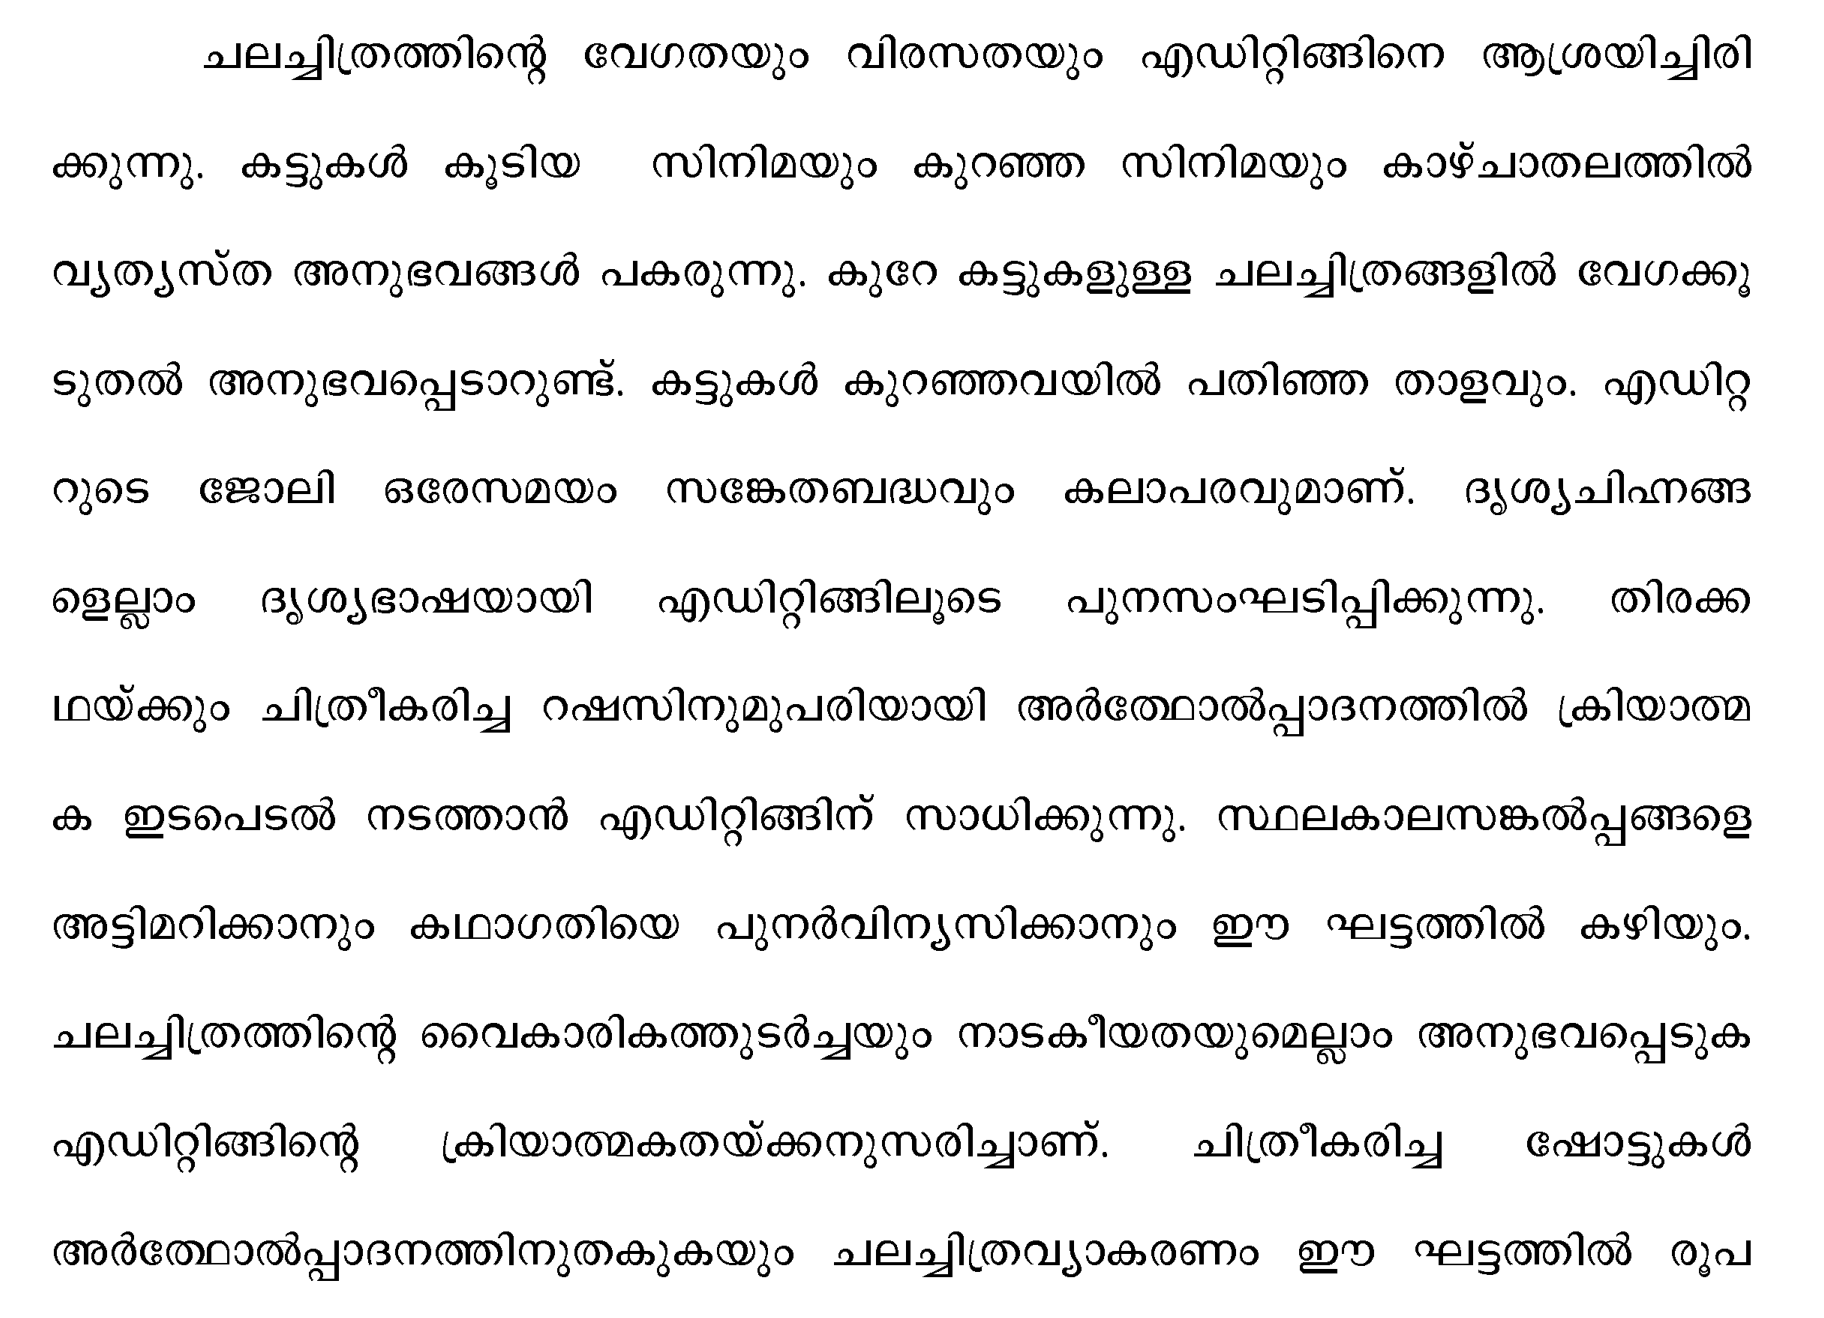 ചലച്ചിത്രത്തിന്റെ വേഗതയും വിരസതയും എഡിറ്റിങ്ങിനെ ആശ്രയിച്ചിരി
ക്കുന്നു. കട്ടുകൾ കൂടിയ സിനിമയും കുറഞ്ഞ സിനിമയും കാഴ്ചാതലത്തിൽ
വ്യത്യസ്ത അനുഭവങ്ങൾ പകരുന്നു. കുറേ കട്ടുകളുള്ള ചലച്ചിത്രങ്ങളിൽ വേഗക്കൂ
ടുതൽ അനുഭവപ്പെടാറുണ്ട്. കട്ടുകൾ കുറഞ്ഞവയിൽ പതിഞ്ഞ താളവും. എഡിറ്റ
റുടെ ജോലി ഒരേസമയം സങ്കേതബദ്ധവും കലാപരവുമാണ്. ദൃശ്യചിഹ്നങ്ങ
ളെല്ലാം ദൃശ്യഭാഷയായി എഡിറ്റിങ്ങിലൂടെ പുനസംഘടിപ്പിക്കുന്നു. തിരക്ക
ഥയ്ക്കും ചിത്രീകരിച്ച റഷസിനുമുപരിയായി അർത്ഥോൽപ്പാദനത്തിൽ ക്രിയാത്മ
ക ഇടപെടൽ നടത്താൻ എഡിറ്റിങ്ങിന് സാധിക്കുന്നു. സ്ഥലകാലസങ്കൽപ്പങ്ങളെ
അട്ടിമറിക്കാനും കഥാഗതിയെ പുനർവിന്യസിക്കാനും ഈ ഘട്ടത്തിൽ കഴിയും.
ചലച്ചിത്രത്തിന്റെ വൈകാരികത്തുടർച്ചയും നാടകീയതയുമെല്ലാം അനുഭവപ്പെടുക
എഡിറ്റിങ്ങിന്റെ ക്രിയാത്മകതയ്ക്കനുസരിച്ചാണ്. ചിത്രീകരിച്ച ഷോട്ടുകൾ
അർത്ഥോൽപ്പാദനത്തിനുതകുകയും ചലച്ചിത്രവ്യാകരണം ഈ ഘട്ടത്തിൽ രൂപ